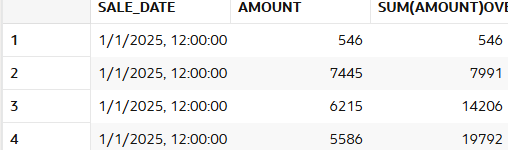 SALE_DATE AMOUNT SUM(AMOUNT)OVE
1 1/1/2025, 12:00:00 546 546
2 1/1/2025, 12:00:00 7445 7991
3 1/1/2025, 12:00:00 6215 14206
4 1/1/2025, 12:00:00 5586 19792